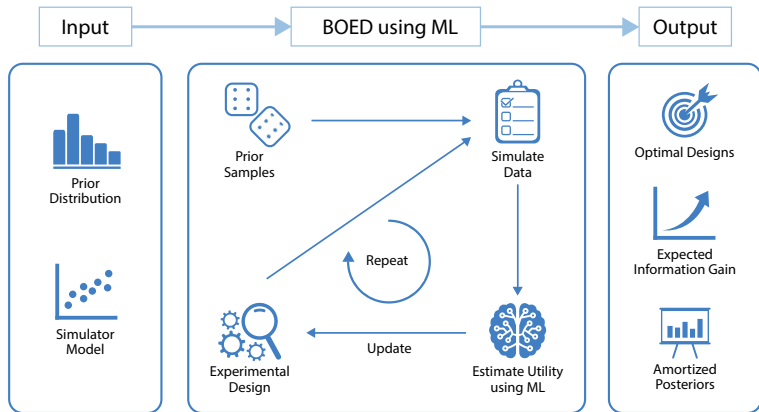 Input
BOED using ML
Output
Prior
Distribution
Simulator
Model
Prior
Samples
Simulate
Data
Repeat
Experimental
Design
Update
Estimate Utility
using ML
Optimal Designs
Expected
Information Gain
Amortized
Posteriors